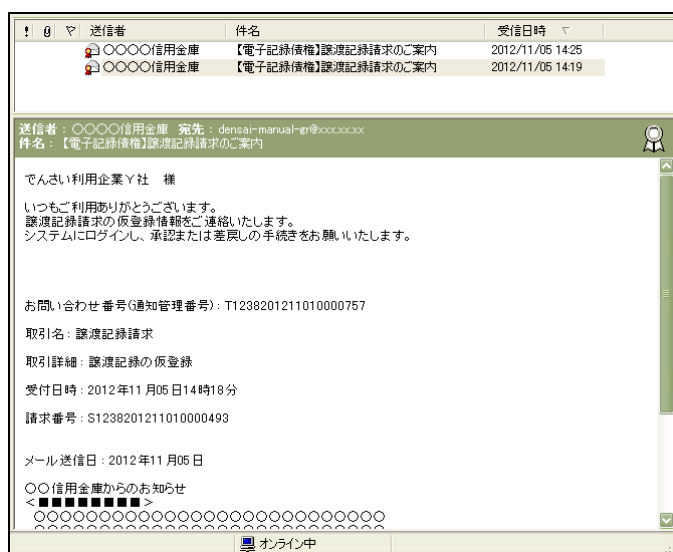 ! 送信者 件名 受信日時
○○○○信用金庫 【電子記録債権】譲渡記録請求のご案内 2012/11/05 14:25
○○○○信用金庫 【電子記録債権】譲渡記録請求のご案内 2012/11/05 14:19
送信者：○○○○信用金庫 宛先：densai-manual-gr@xxx.xx.xx
件名：【電子記録債権】譲渡記録請求のご案内
でんさい利用企業Ｙ社　様
いつもご利用ありがとうございます。
譲渡記録請求の仮登録情報をご連絡いたします。
システムにログインし、承認または差戻しの手続きをお願いいたします。
お問い合わせ番号(通知管理番号)：T1238201211010000757
取引名：譲渡記録請求
取引詳細：譲渡記録の仮登録
受付日時：2012年11月05日14時18分
請求番号：S1238201211010000493
メール送信日：2012年11月05日
○○信用金庫からのお知らせ
＜■■■■■■■■＞
○○○○○○○○○○○○○○○○○○○○○○○○○○○
オンライン中